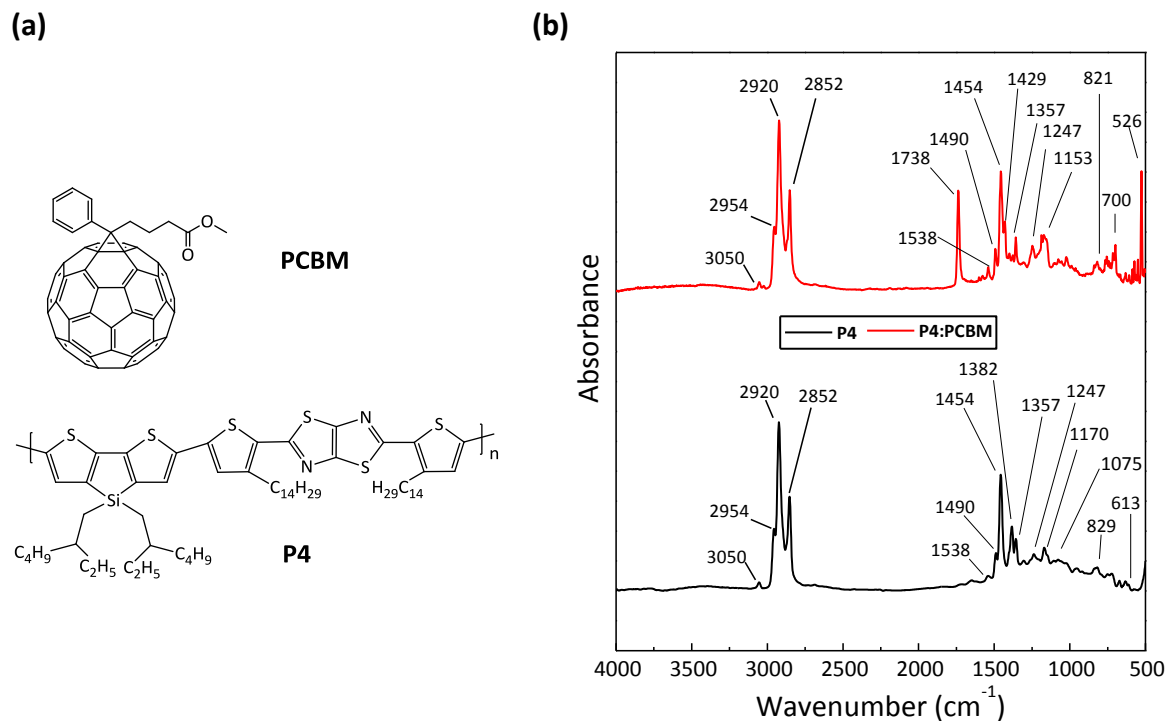 (a)
O
O
PCBM
S
S
S
S
N
N
S
S
n
C14H29
H29C14
Si
C4H9
C4H9
C2H5
C2H5
P4
(b)
2920
2852
1454
1429
821
1357
526
1490
1247
1738
1153
2954
700
1538
3050
P4
P4:PCBM
1382
2920
2852
1454
1247
1357
1170
1075
2954
1490
613
829
1538
3050
Absorbance
4000
3500
3000
2500
2000
1500
1000
500
Wavenumber (cm⁻¹)